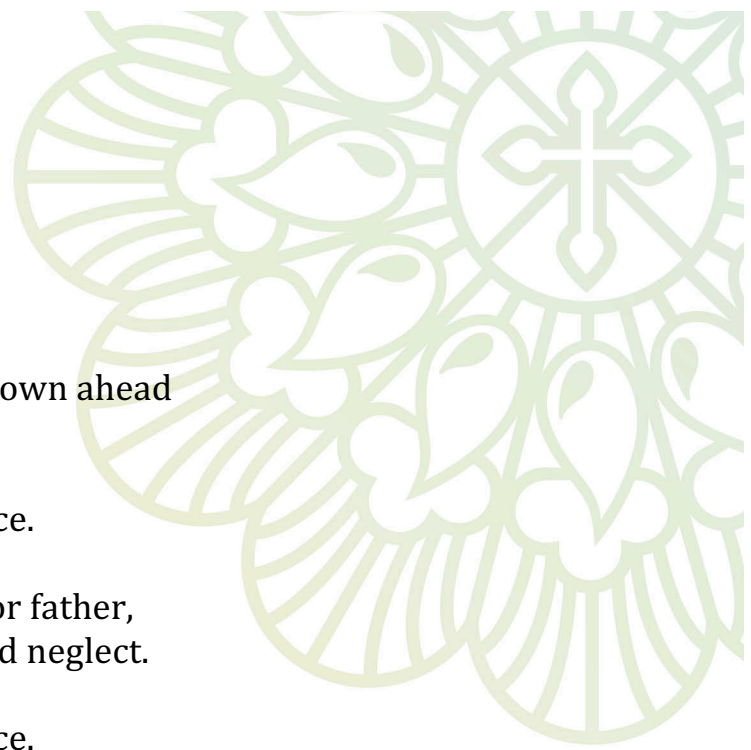 own ahead
ce.
or father,
d neglect.
ce.